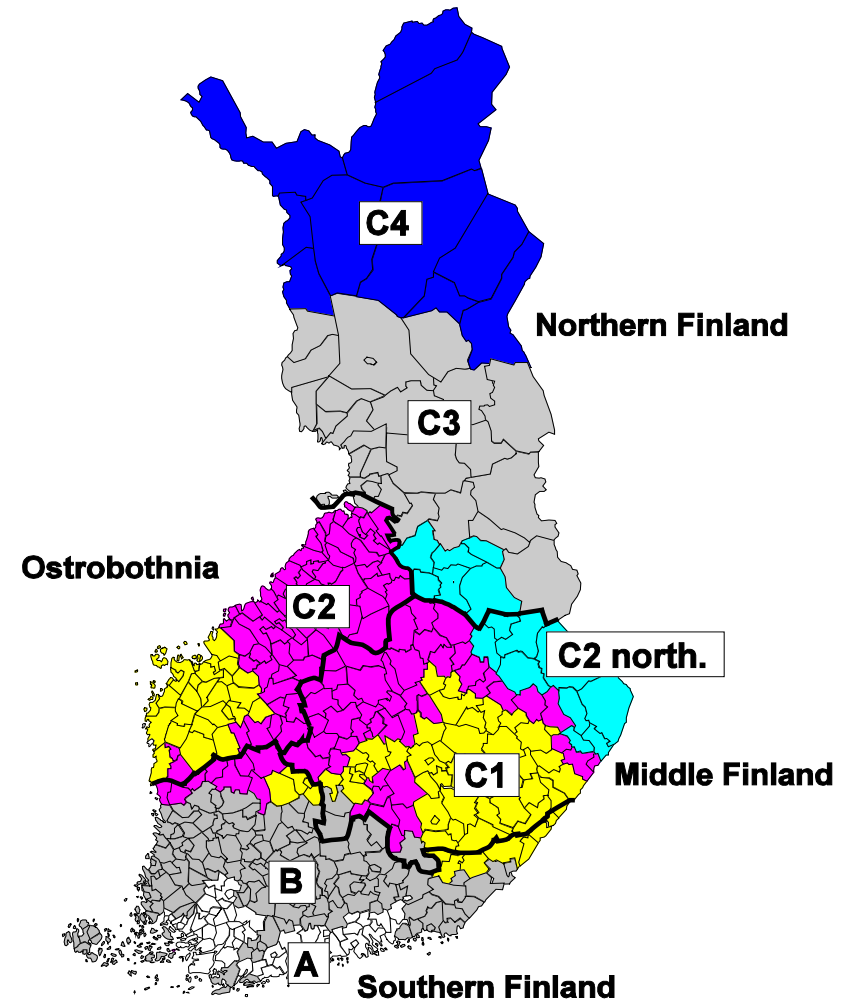 C4
Northern Finland
C3
Ostrobothnia
C2
C2 north.
C1
Middle Finland
B
A
Southern Finland